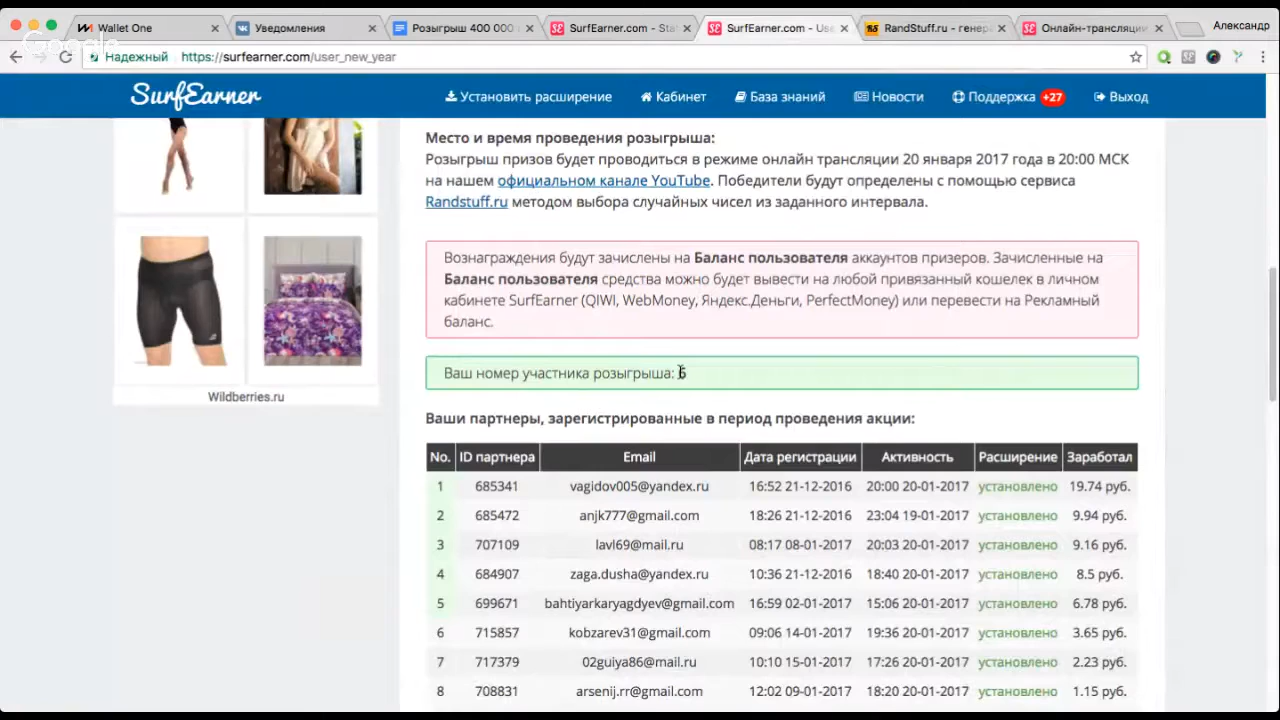 Wallet One
Уведомления
Розыгрыш 400 000
SurfEarner.com - Sta
SurfEarner.com - Use
RandStuff.ru - генер
Онлайн-трансляции
Александр
Google
Надежный
https://surfearner.com/user_new_year
SurfEarner
Установить расширение
Кабинет
База знаний
Новости
Поддержка +27
Выход
Wildberries.ru
Место и время проведения розыгрыша:
Розыгрыш призов будет проводиться в режиме онлайн трансляции 20 января 2017 года в 20:00 МСК
на нашем официальном канале YouTube. Победители будут определены с помощью сервиса
Randstuff.ru методом выбора случайных чисел из заданного интервала.
Вознаграждения будут зачислены на Баланс пользователя аккаунтов призеров. Зачисленные на
Баланс пользователя средства можно будет вывести на любой привязанный кошелек в личном
кабинете SurfEarner (QIWI, WebMoney, Яндекс.Деньги, PerfectMoney) или перевести на Рекламный
баланс.
Ваш номер участника розыгрыша: 6
Ваши партнеры, зарегистрированные в период проведения акции:
No. ID партнера Email Дата регистрации Активность Расширение Заработал
1 685341 vagidov005@yandex.ru 16:52 21-12-2016 20:00 20-01-2017 установлено 19.74 руб.
2 685472 anjk777@gmail.com 18:26 21-12-2016 23:04 19-01-2017 установлено 9.94 руб.
3 707109 lavl69@mail.ru 08:17 08-01-2017 20:03 20-01-2017 установлено 9.16 руб.
4 684907 zaga.dusha@yandex.ru 10:36 21-12-2016 18:40 20-01-2017 установлено 8.5 руб.
5 699671 bahtiyarkaryagdyev@gmail.com 16:59 02-01-2017 15:06 20-01-2017 установлено 6.78 руб.
6 715857 kobzarev31@gmail.com 09:06 14-01-2017 19:36 20-01-2017 установлено 3.65 руб.
7 717379 02guiya86@mail.ru 10:10 15-01-2017 17:26 20-01-2017 установлено 2.23 руб.
8 708831 arsenij.rr@gmail.com 12:02 09-01-2017 18:20 20-01-2017 установлено 1.15 руб.